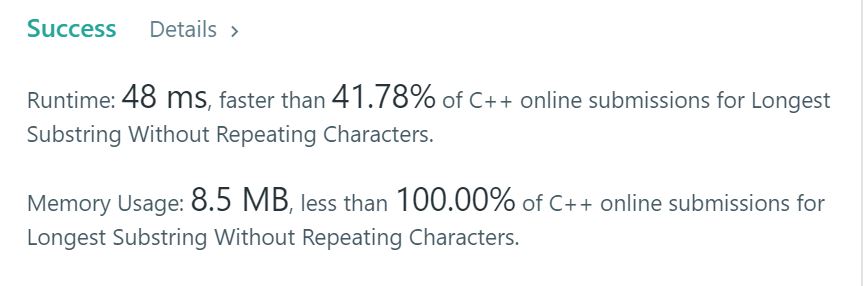 Success Details >
Runtime: 48 ms, faster than 41.78% of C++ online submissions for Longest
Substring Without Repeating Characters.
Memory Usage: 8.5 MB, less than 100.00% of C++ online submissions for
Longest Substring Without Repeating Characters.